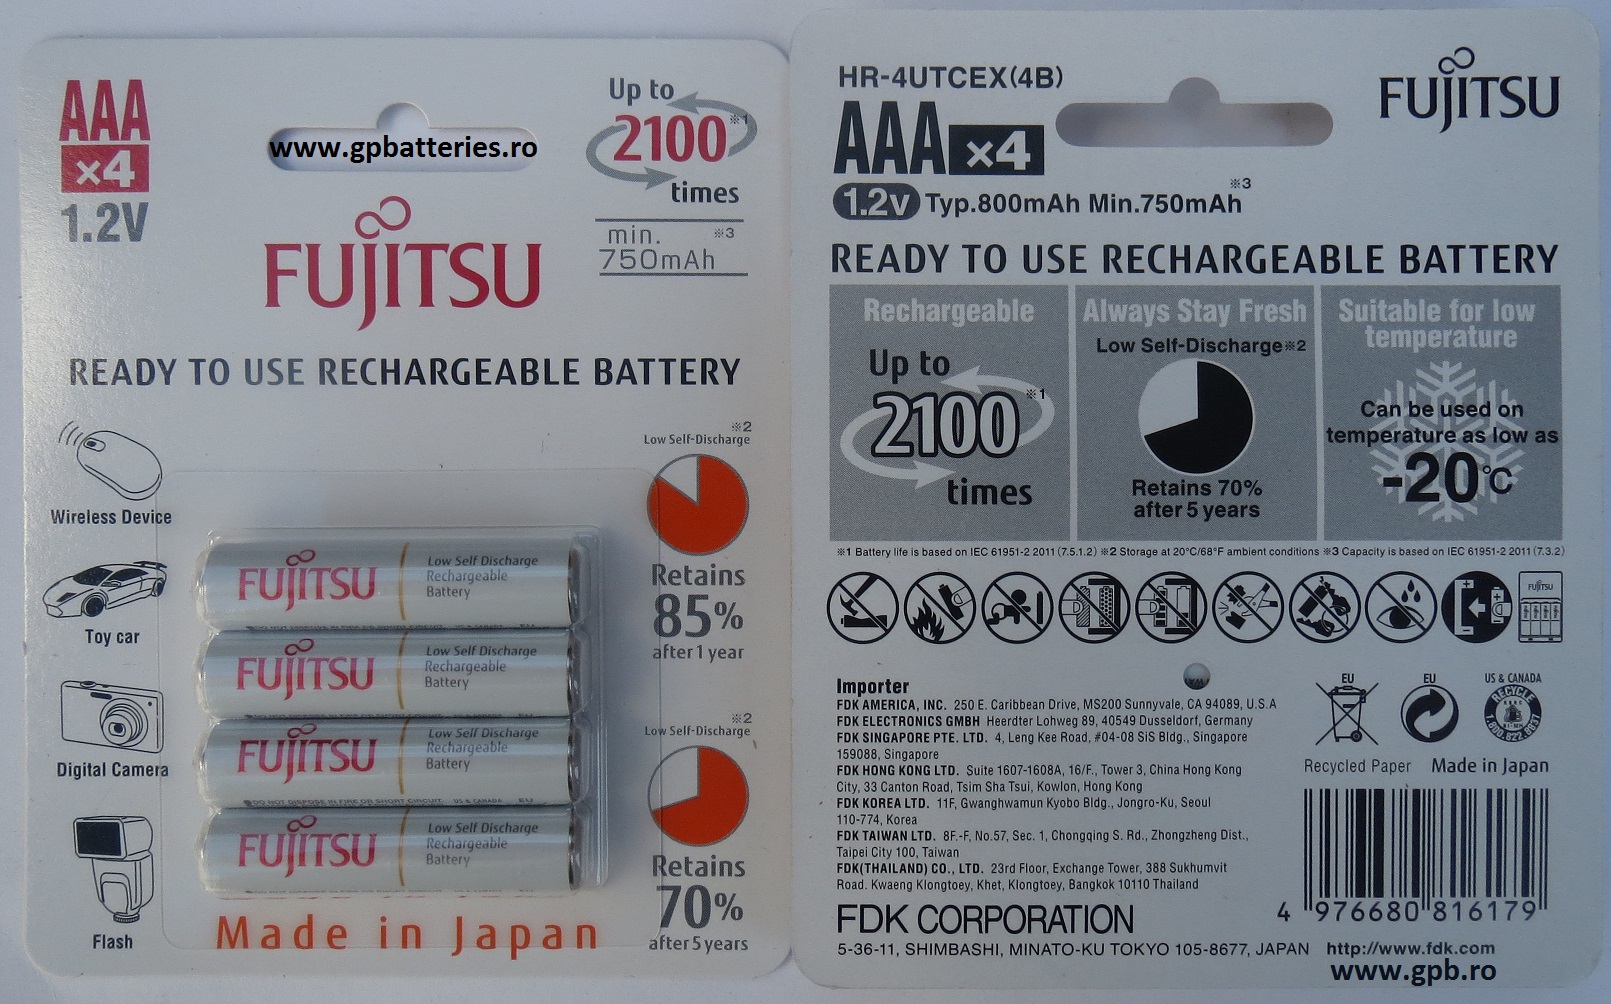 AAA
×4
1.2V
www.gpbatteries.ro
Up to
2100 ※1
times
min. ※3
750mAh
FUJITSU
READY TO USE RECHARGEABLE BATTERY
Wireless Device
Toy car
Digital Camera
Flash
※2
Low Self-Discharge
Retains
85%
after 1 year
※2
Low Self-Discharge
Retains
70%
after 5 years
FUJITSU
Low Self Discharge
Rechargeable
Battery
FUJITSU
Low Self Discharge
Rechargeable
Battery
FUJITSU
Low Self Discharge
Rechargeable
Battery
DO NOT DISPOSE IN FIRE OR SHORT CIRCUIT. US & CANADA EU
FUJITSU
Low Self Discharge
Rechargeable
Battery
Made in Japan
HR-4UTCEX(4B)
FUJITSU
AAA ×4
1.2V Typ.800mAh Min.750mAh ※3
READY TO USE RECHARGEABLE BATTERY
Rechargeable
Up to
2100 ※1
times
Always Stay Fresh
Low Self-Discharge※2
Retains 70%
after 5 years
Suitable for low
temperature
Can be used on
temperature as low as
-20℃
※1 Battery life is based on IEC 61951-2 2011 (7.5.1.2) ※2 Storage at 20°C/68°F ambient conditions ※3 Capacity is based on IEC 61951-2 2011 (7.3.2)
FUJITSU
Importer
FDK AMERICA, INC. 250 E. Caribbean Drive, MS200 Sunnyvale, CA 94089, U.S.A
FDK ELECTRONICS GMBH Heerdter Lohweg 89, 40549 Dusseldorf, Germany
FDK SINGAPORE PTE. LTD. 4, Leng Kee Road, #04-08 SiS Bldg., Singapore
159088, Singapore
FDK HONG KONG LTD. Suite 1607-1608A, 16/F., Tower 3, China Hong Kong
City, 33 Canton Road, Tsim Sha Tsui, Kowlon, Hong Kong
FDK KOREA LTD. 11F, Gwanghwamun Kyobo Bldg., Jongro-Ku, Seoul
110-774, Korea
FDK TAIWAN LTD. 8F.-F, No.57, Sec. 1, Chongqing S. Rd., Zhongzheng Dist.,
Taipei City 100, Taiwan
FDK(THAILAND) CO., LTD. 23rd Floor, Exchange Tower, 388 Sukhumvit
Road. Kwaeng Klongtoey, Khet, Klongtoey, Bangkok 10110 Thailand
FDK CORPORATION
5-36-11, SHIMBASHI, MINATO-KU TOKYO 105-8677, JAPAN
EU
EU
US & CANADA
RECYCLE
Recycled Paper
Made in Japan
4 976680 816179
http://www.fdk.com
www.gpb.ro